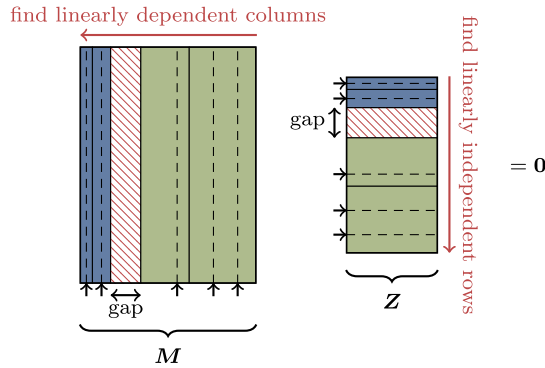 find linearly dependent columns
find linearly independent rows
gap
= 0
gap
Z
M